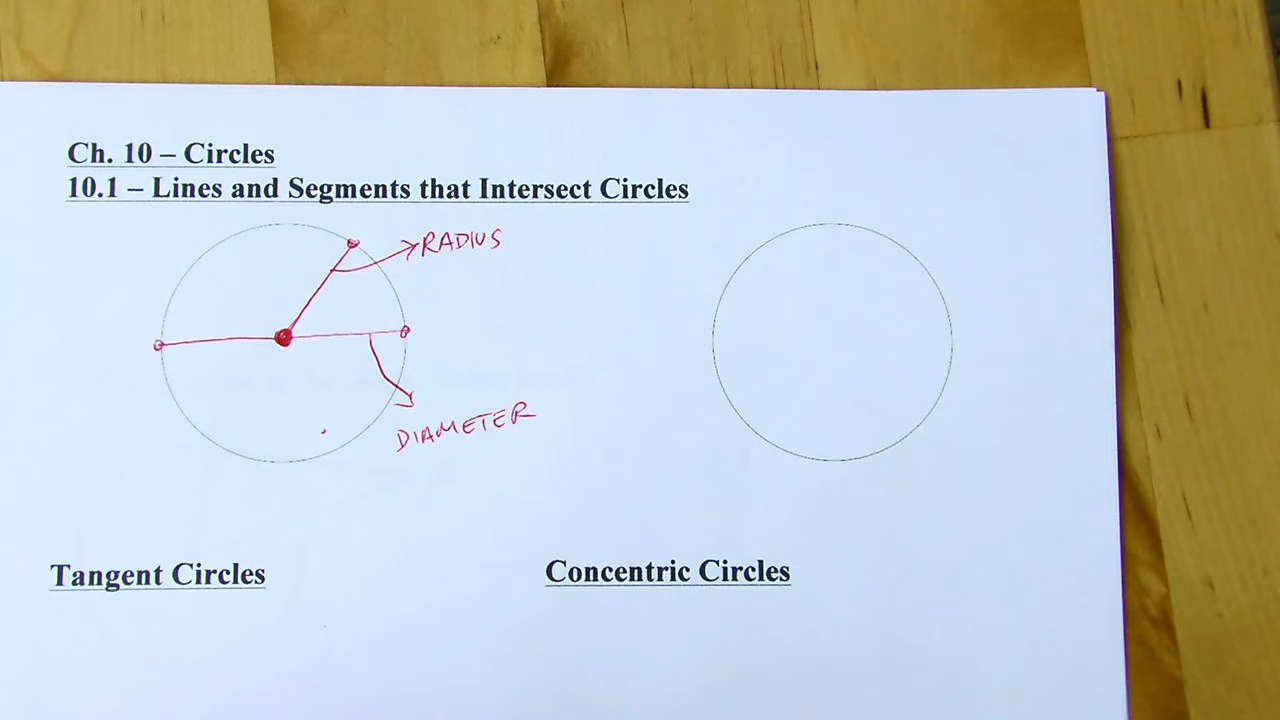 Ch. 10 – Circles
10.1 – Lines and Segments that Intersect Circles
RADIUS
DIAMETER
Tangent Circles
Concentric Circles